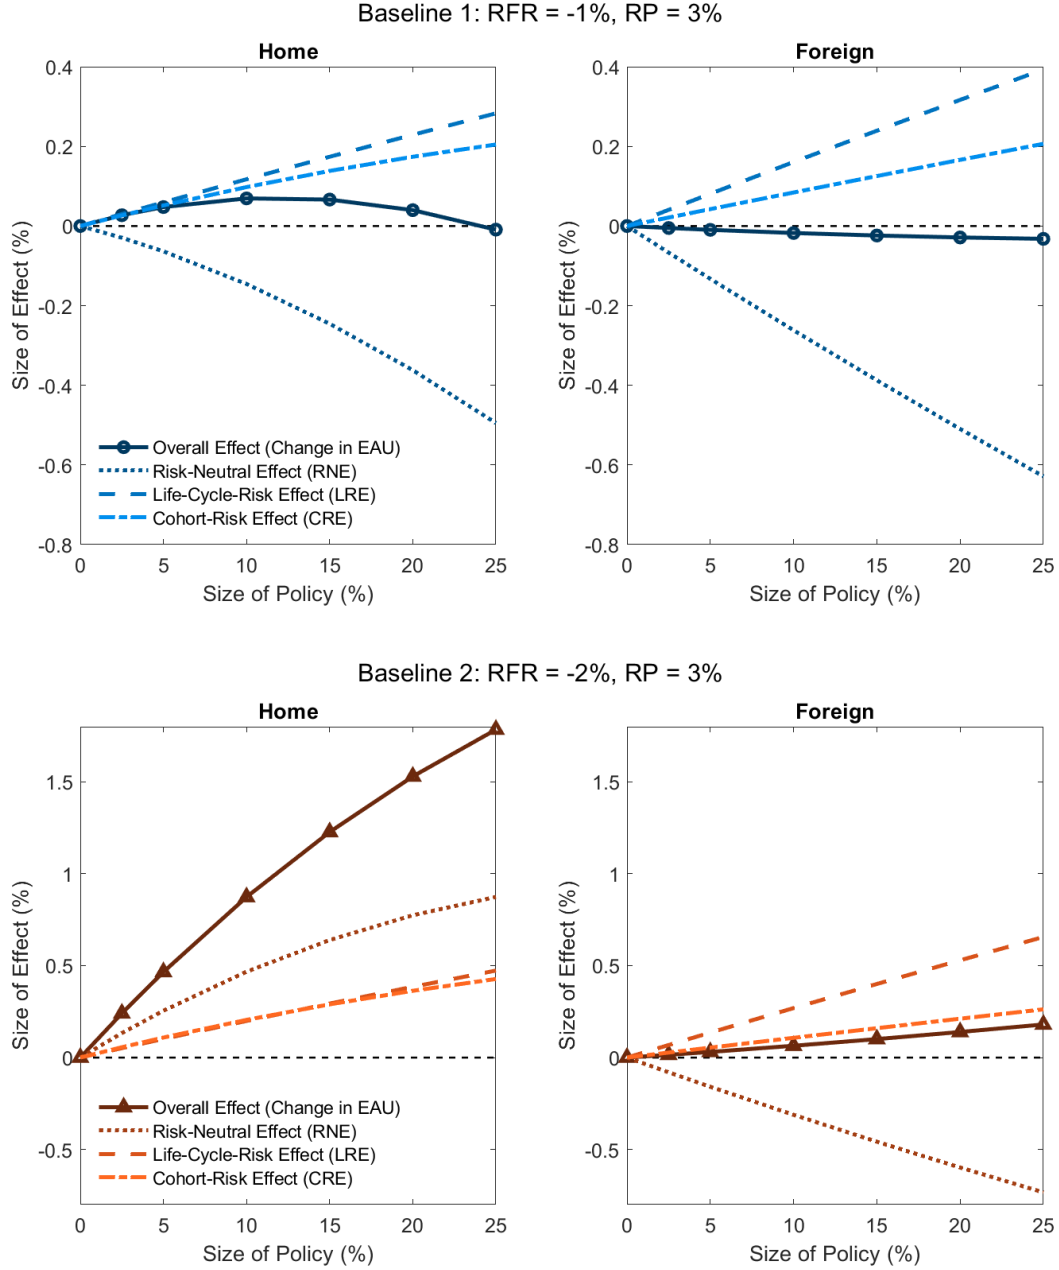 Baseline 1: RFR = -1%, RP = 3%
Home
Foreign
0.4
0.2
0
-0.2
-0.4
-0.6
-0.8
Size of Effect (%)
Overall Effect (Change in EAU)
Risk-Neutral Effect (RNE)
Life-Cycle-Risk Effect (LRE)
Cohort-Risk Effect (CRE)
0 5 10 15 20 25
Size of Policy (%)
0.4
0.2
0
-0.2
-0.4
-0.6
-0.8
Size of Effect (%)
0 5 10 15 20 25
Size of Policy (%)
Baseline 2: RFR = -2%, RP = 3%
Home
Foreign
1.5
1
0.5
0
-0.5
Size of Effect (%)
Overall Effect (Change in EAU)
Risk-Neutral Effect (RNE)
Life-Cycle-Risk Effect (LRE)
Cohort-Risk Effect (CRE)
0 5 10 15 20 25
Size of Policy (%)
1.5
1
0.5
0
-0.5
Size of Effect (%)
0 5 10 15 20 25
Size of Policy (%)